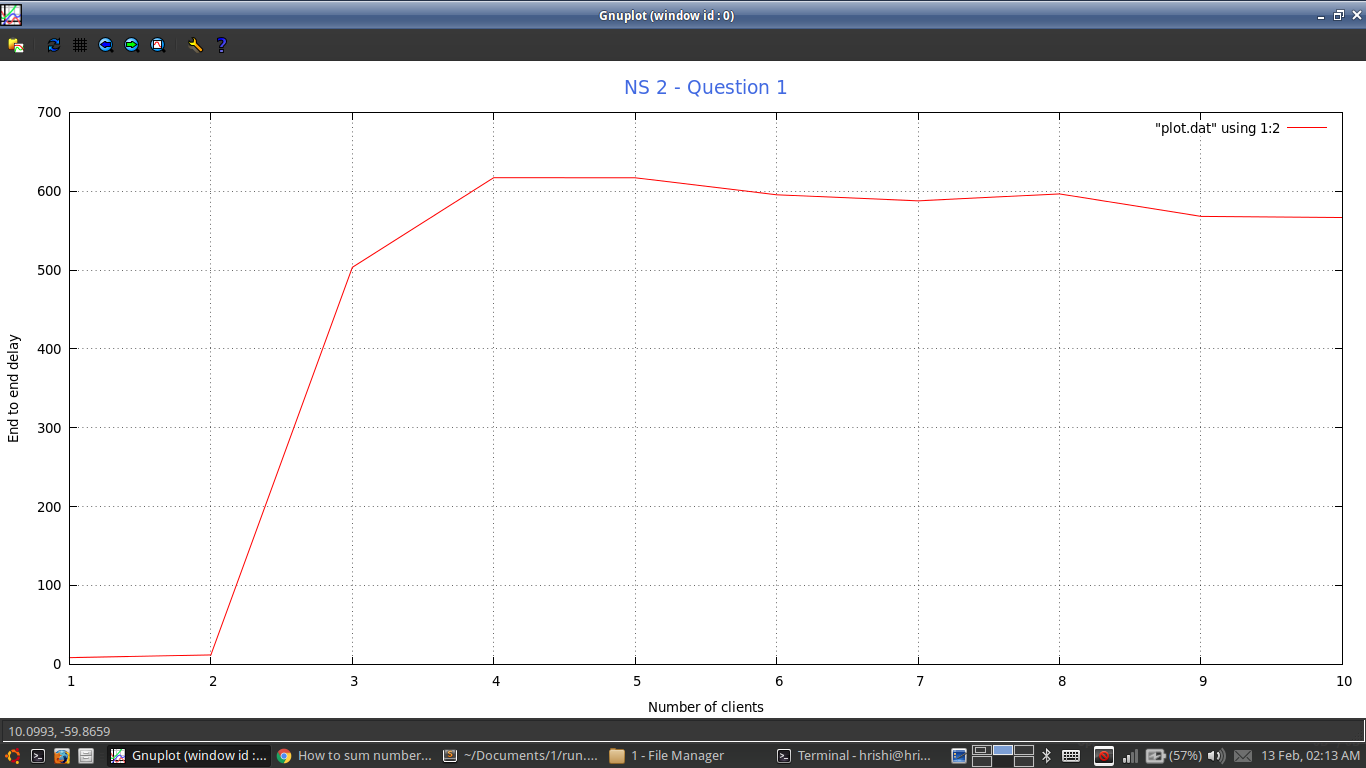 Gnuplot (window id : 0)
NS 2 - Question 1
"plot.dat" using 1:2
700
600
500
400
300
200
100
0
End to end delay
1 2 3 4 5 6 7 8 9 10
Number of clients
10.0993, -59.8659
Gnuplot (window id :... How to sum number... ~/Documents/1/run.... 1 - File Manager Terminal - hrishi@hri... (57%) 13 Feb, 02:13 AM